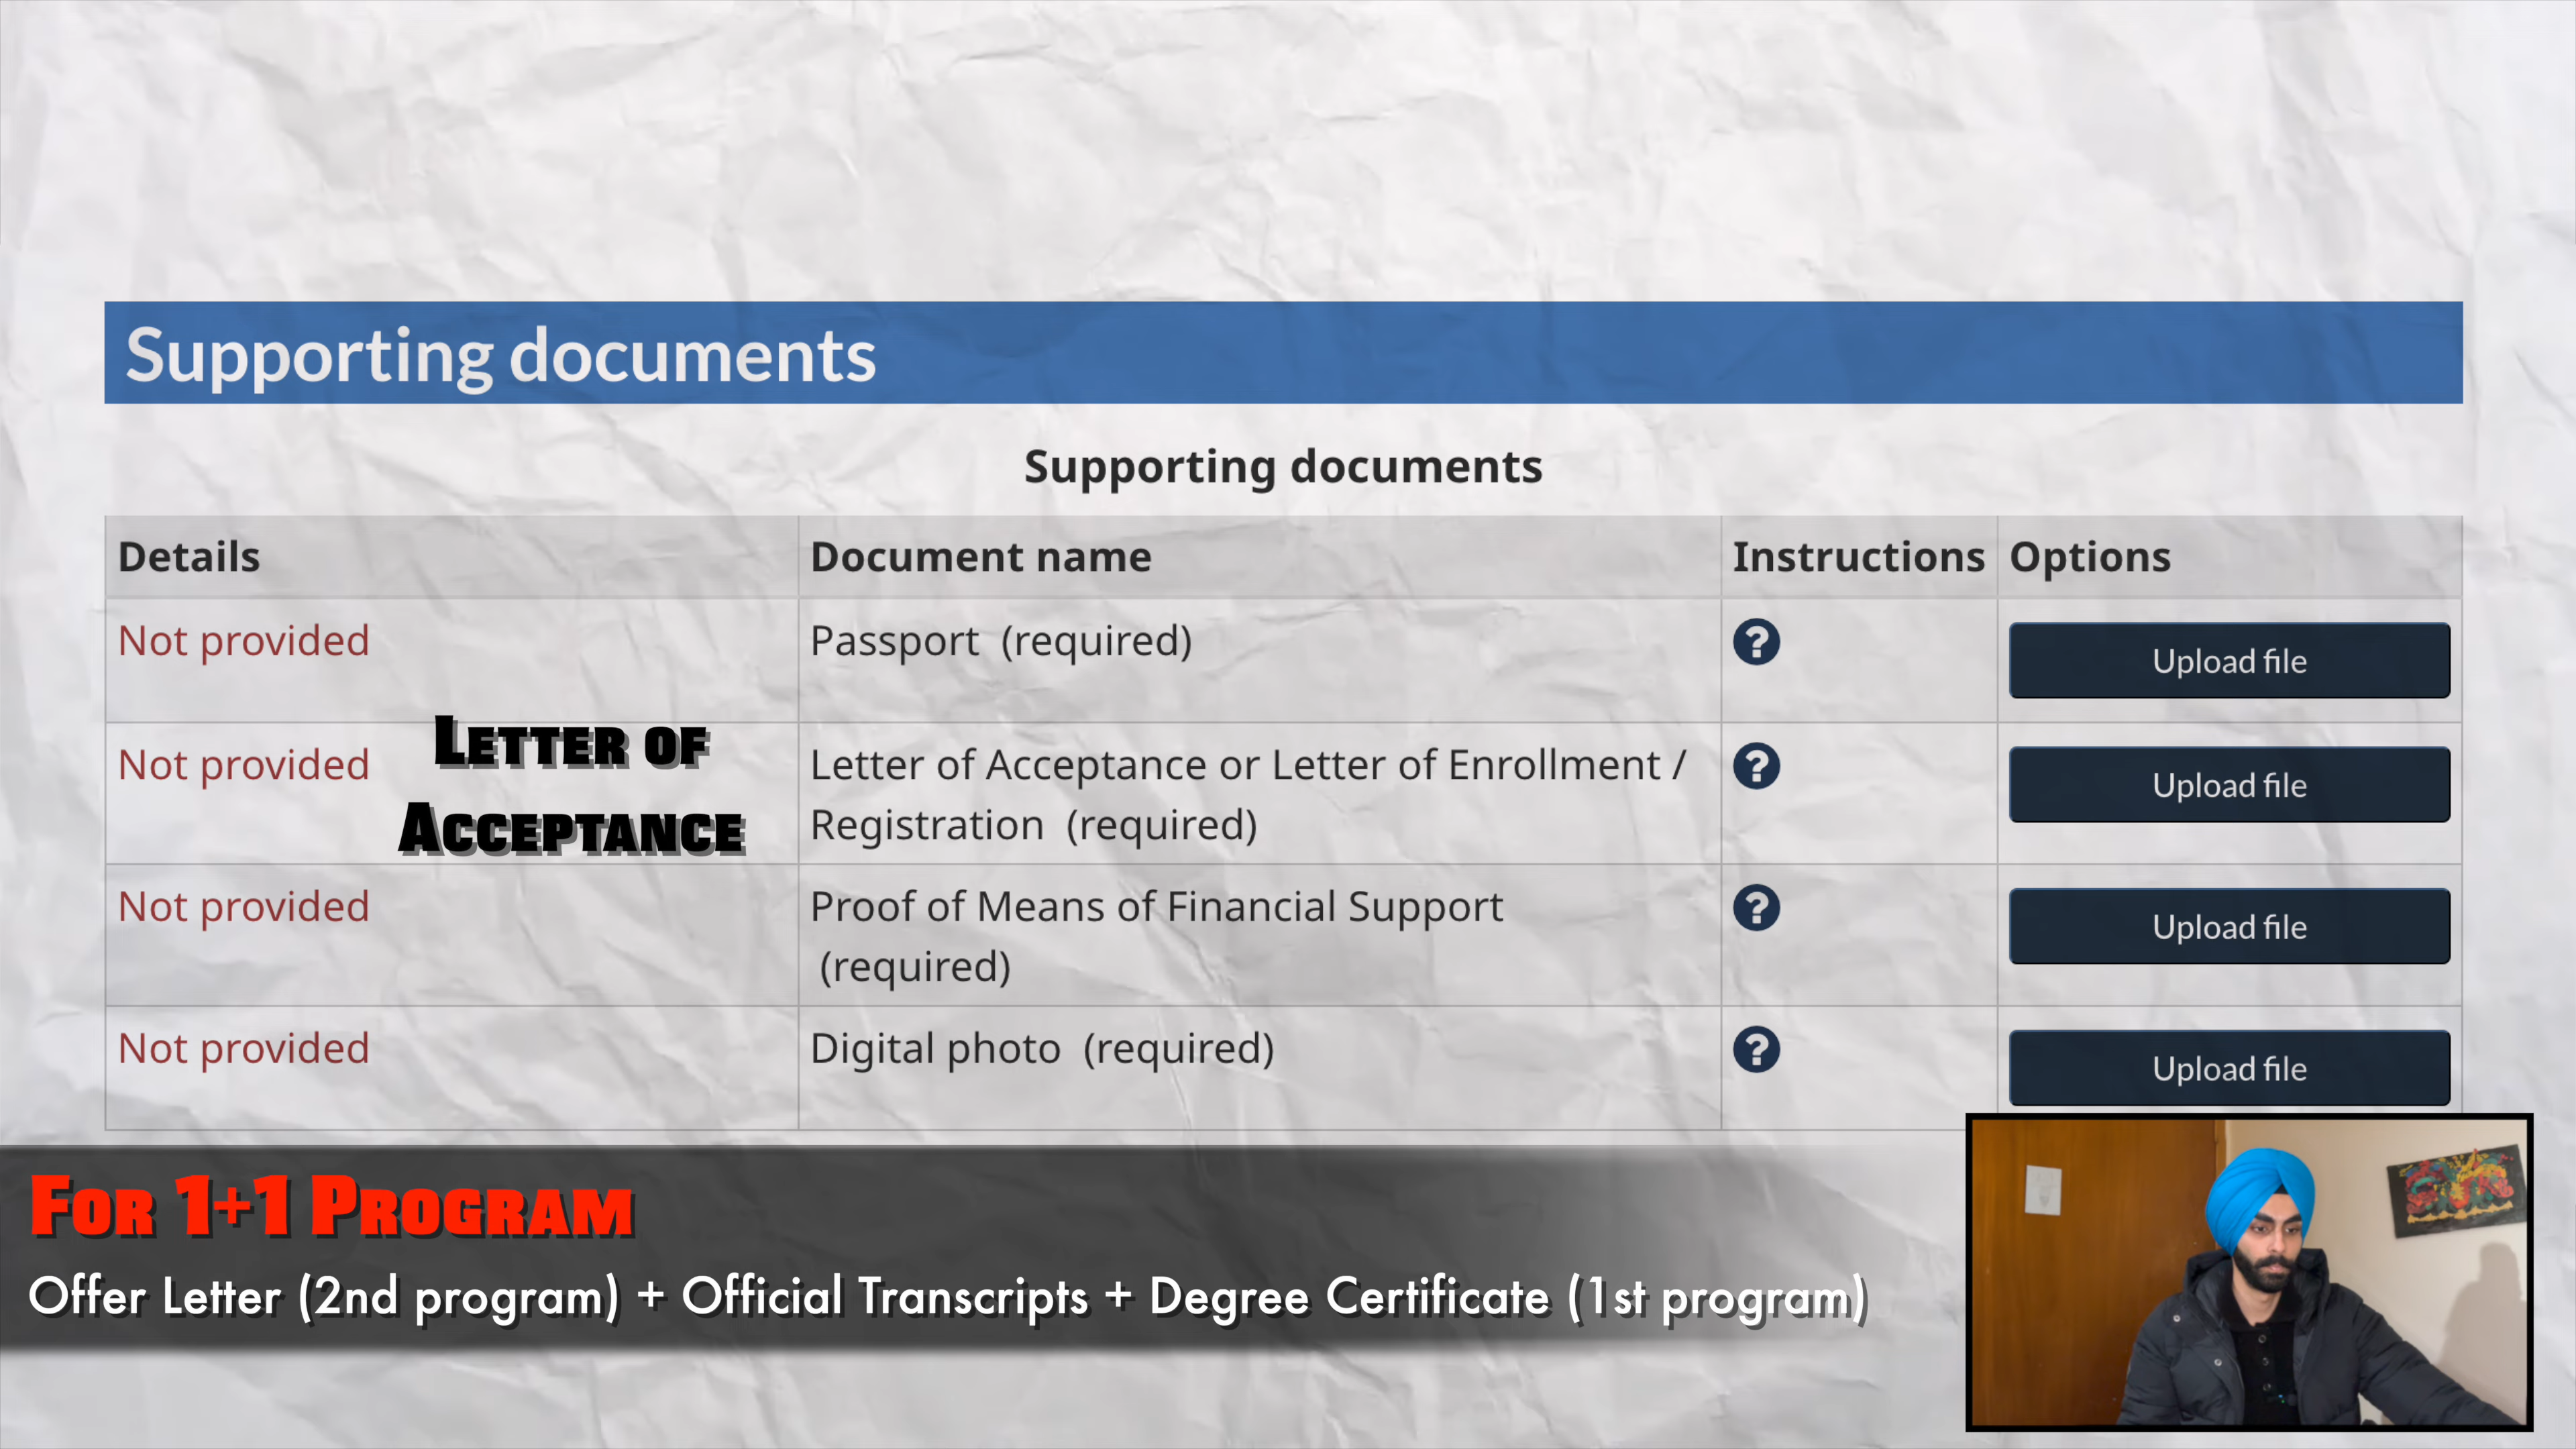 Supporting documents
Supporting documents
Details Document name Instructions Options
Not provided Passport (required) ? Upload file
Not provided Letter of Acceptance or Letter of Enrollment / ? Upload file
Registration (required)
Letter of
Acceptance
Not provided Proof of Means of Financial Support ? Upload file
(required)
Not provided Digital photo (required) ? Upload file
For 1+1 Program
Offer Letter (2nd program) + Official Transcripts + Degree Certificate (1st program)